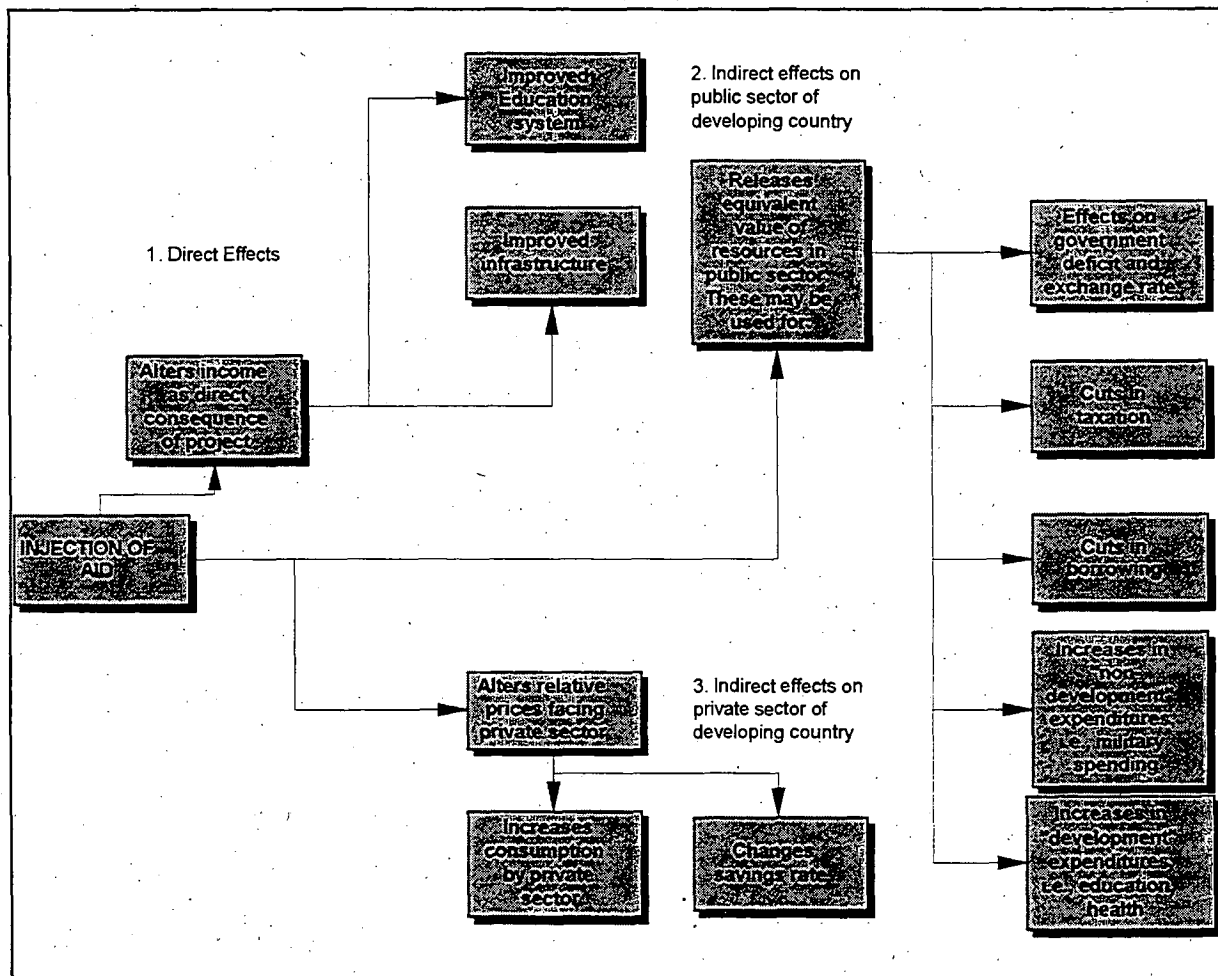 Improved
Education
system
2. Indirect effects on
public sector of
developing country
Releases
equivalent
value of
resources in
public sector.
These may be
used for:
Effects on
government
deficit and
exchange rate
Improved
infrastructure
1. Direct Effects
Alters income
as direct
consequence
of project
Cuts in
taxation
INJECTION OF
AID
Cuts in
borrowing
Alters relative
prices facing
private sector
3. Indirect effects on
private sector of
developing country
Increases in
non
development
expenditures
i.e., military
spending
Increases
consumption
by private
sector
Changes
savings rate
Increases in
development
expenditures
i.e., education,
health